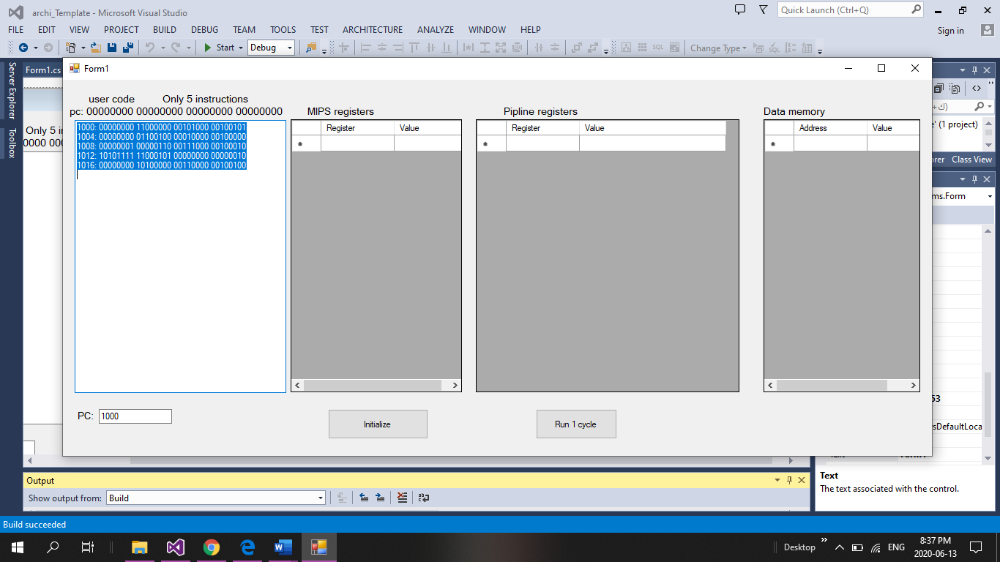 archi_Template - Microsoft Visual Studio
Quick Launch (Ctrl+Q)
FILE EDIT VIEW PROJECT BUILD DEBUG TEAM TOOLS TEST ARCHITECTURE ANALYZE WINDOW HELP
Sign in
Start Debug
SQL SQL
Change Type
Server Explorer
Toolbox
Form1.cs
Form1
user code Only 5 instructions
pc: 00000000 00000000 00000000 00000000
MIPS registers
Pipline registers
Data memory
1000: 00000000 11000000 00101000 00100101
1004: 00000000 01100100 00010000 00100000
1008: 00000001 00000110 00111000 00100010
1012: 10101111 11000101 00000000 00000010
1016: 00000000 10100000 00110000 00100100
Register Value
Register Value
Address Value
PC: 1000
Initialize
Run 1 cycle
Only 5 i
0000 00
(1 project)
Class View
ms.Form
53
sDefaultLoca
Text
The text associated with the control.
Output
Show output from: Build
Build succeeded
Desktop
ENG
8:37 PM
2020-06-13